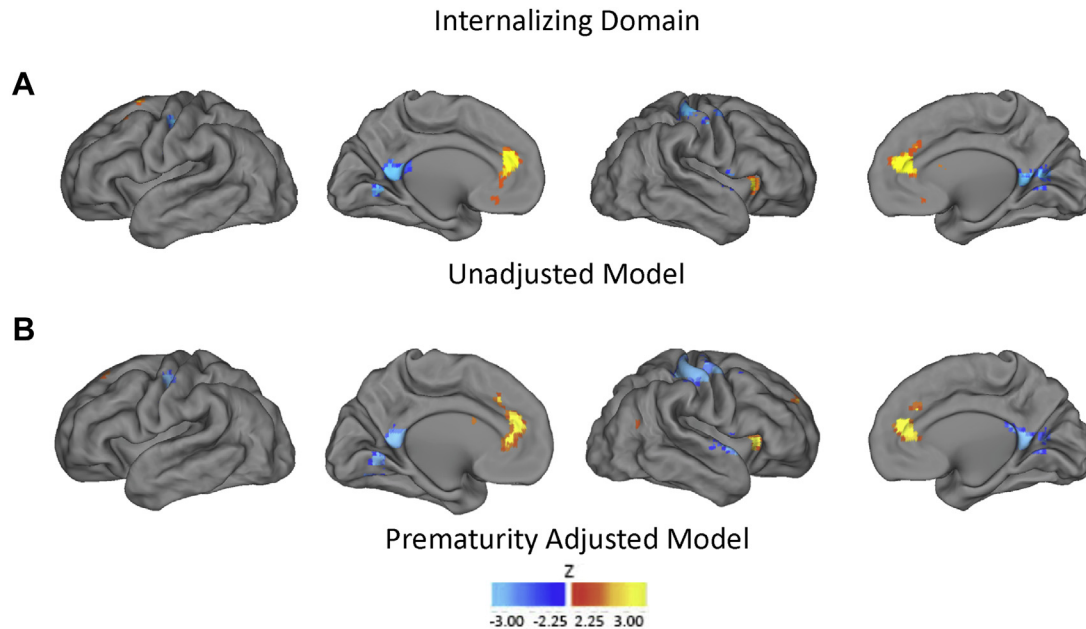 Internalizing Domain
A
Unadjusted Model
B
Prematurity Adjusted Model
Z
-3.00 -2.25 2.25 3.00